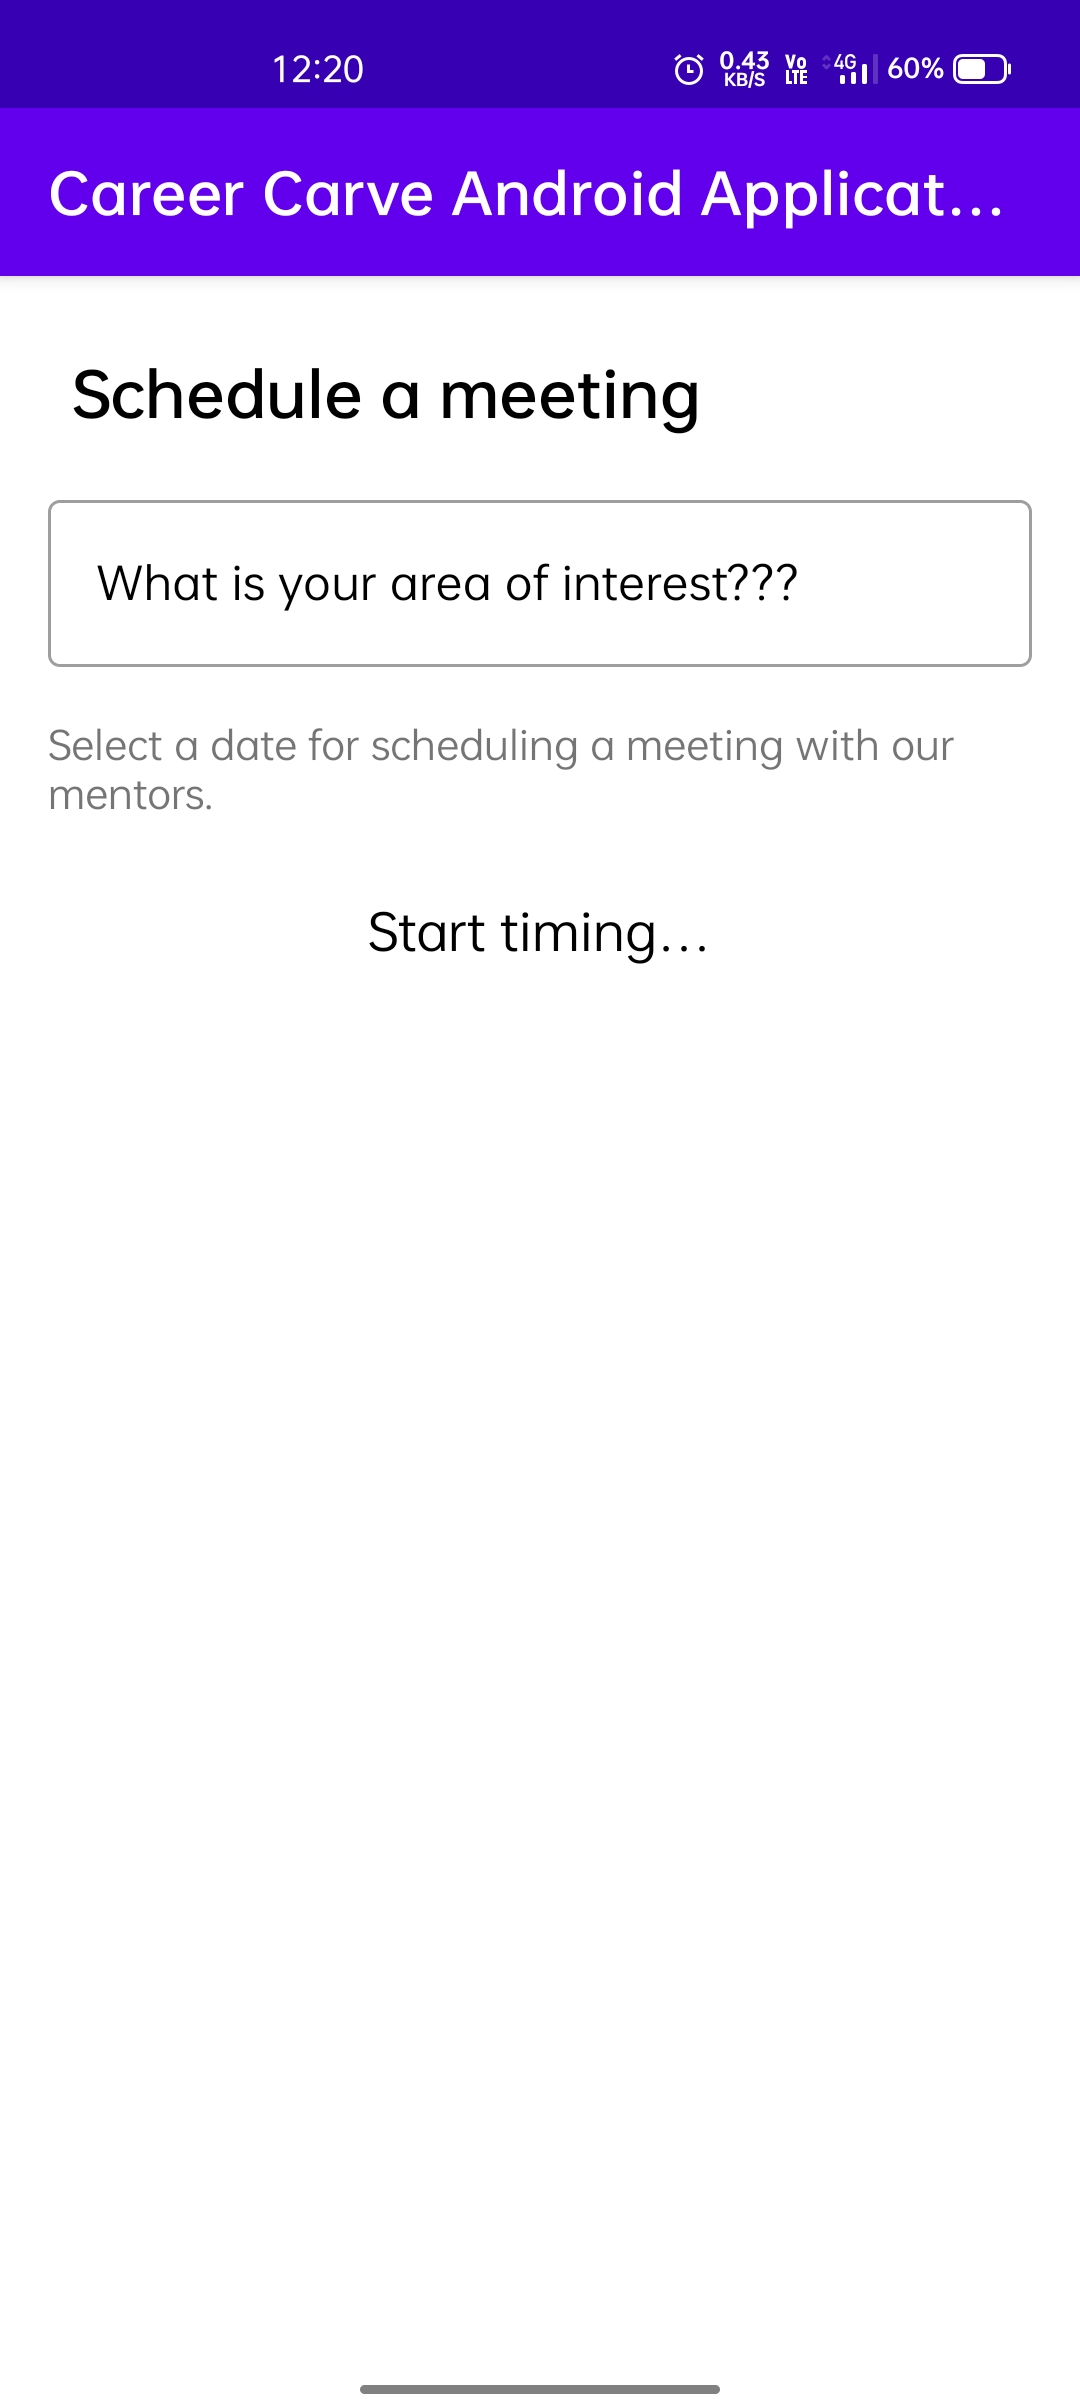 12:20 0.43 KB/S Vo LTE 4G 60%
Career Carve Android Applicat...
Schedule a meeting
What is your area of interest???
Select a date for scheduling a meeting with our
mentors.
Start timing...